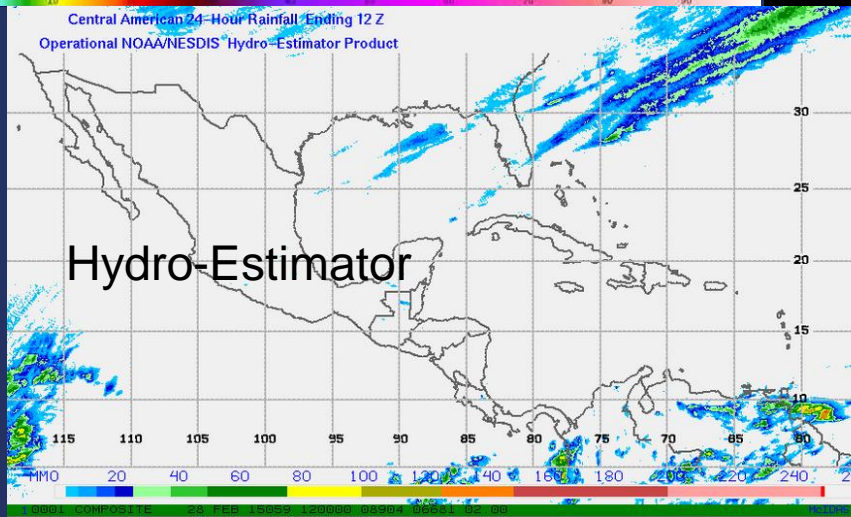 Central American 24-Hour Rainfall Ending 12 Z
Operational NOAA/NESDIS Hydro-Estimator Product
30
25
Hydro-Estimator
20
15
10
115 110 105 100 95 90 85 80 75 70 65 60
MM0 20 40 60 80 100 120 140 160 180 200 220 240
1 0001 COMPOSITE 28 FEB 15059 120000 08904 06681 02.00 McIDAS